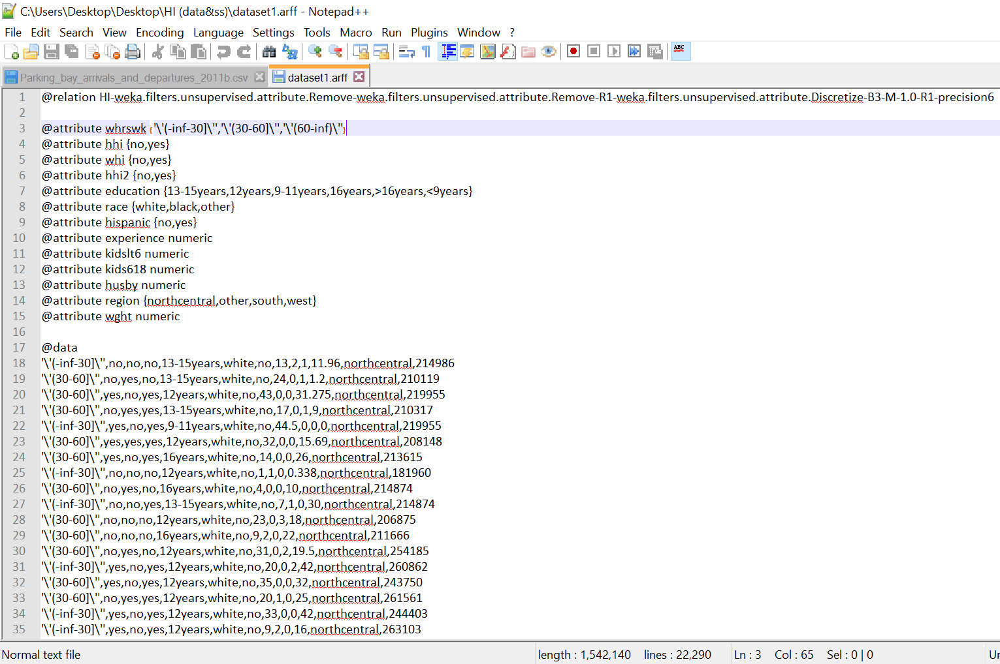 C:\Users\Desktop\Desktop\HI (data&ss)\dataset1.arff - Notepad++
File Edit Search View Encoding Language Settings Tools Macro Run Plugins Window ?
ABC
Parking_bay_arrivals_and_departures_2011b.csv dataset1.arff
1 @relation HI-weka.filters.unsupervised.attribute.Remove-weka.filters.unsupervised.attribute.Remove-R1-weka.filters.unsupervised.attribute.Discretize-B3-M-1.0-R1-precision6
2
3 @attribute whrswk {'\'(-inf-30]\'','\'(30-60]\'','\'(60-inf)\''}
4 @attribute hhi {no,yes}
5 @attribute whi {no,yes}
6 @attribute hhi2 {no,yes}
7 @attribute education {13-15years,12years,9-11years,16years,>16years,<9years}
8 @attribute race {white,black,other}
9 @attribute hispanic {no,yes}
10 @attribute experience numeric
11 @attribute kidslt6 numeric
12 @attribute kids618 numeric
13 @attribute husby numeric
14 @attribute region {northcentral,other,south,west}
15 @attribute wght numeric
16
17 @data
18 '\'(-inf-30]\'',no,no,no,13-15years,white,no,13,2,1,11.96,northcentral,214986
19 '\'(30-60]\'',no,yes,no,13-15years,white,no,24,0,1,1.2,northcentral,210119
20 '\'(30-60]\'',yes,no,yes,12years,white,no,43,0,0,31.275,northcentral,219955
21 '\'(30-60]\'',no,yes,yes,13-15years,white,no,17,0,1,9,northcentral,210317
22 '\'(-inf-30]\'',yes,no,yes,9-11years,white,no,44.5,0,0,0,northcentral,219955
23 '\'(30-60]\'',yes,yes,yes,12years,white,no,32,0,0,15.69,northcentral,208148
24 '\'(30-60]\'',yes,no,yes,16years,white,no,14,0,0,26,northcentral,213615
25 '\'(-inf-30]\'',no,no,no,12years,white,no,1,1,0,0.338,northcentral,181960
26 '\'(30-60]\'',no,yes,no,16years,white,no,4,0,0,10,northcentral,214874
27 '\'(-inf-30]\'',no,no,yes,13-15years,white,no,7,1,0,30,northcentral,214874
28 '\'(30-60]\'',no,no,no,12years,white,no,23,0,3,18,northcentral,206875
29 '\'(30-60]\'',no,no,no,16years,white,no,9,2,0,22,northcentral,211666
30 '\'(30-60]\'',no,yes,no,12years,white,no,31,0,2,19.5,northcentral,254185
31 '\'(-inf-30]\'',yes,no,yes,12years,white,no,20,0,2,42,northcentral,260862
32 '\'(30-60]\'',yes,no,yes,12years,white,no,35,0,0,32,northcentral,243750
33 '\'(30-60]\'',no,yes,yes,12years,white,no,20,1,0,25,northcentral,261561
34 '\'(-inf-30]\'',yes,no,yes,12years,white,no,33,0,0,42,northcentral,244403
35 '\'(-inf-30]\'',yes,no,yes,12years,white,no,9,2,0,16,northcentral,263103
Normal text file length : 1,542,140 lines : 22,290 Ln : 3 Col : 65 Sel : 0 | 0